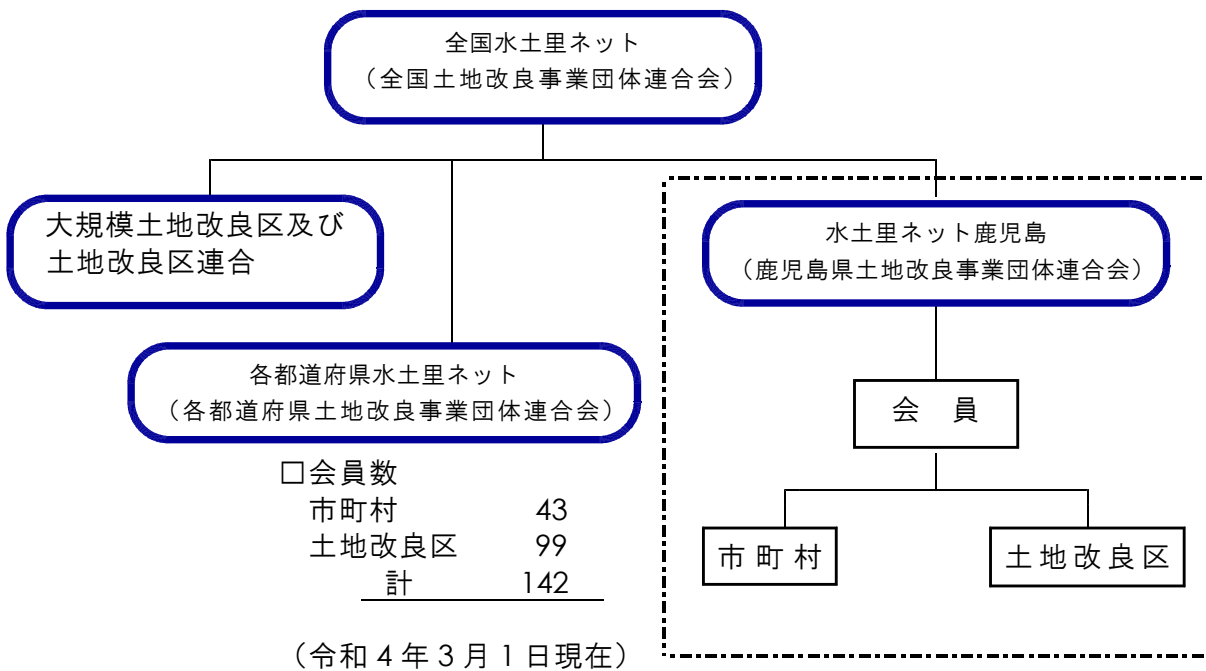 全国水土里ネット
（全国土地改良事業団体連合会）
大規模土地改良区及び
土地改良区連合
水土里ネット鹿児島
（鹿児島県土地改良事業団体連合会）
各都道府県水土里ネット
（各都道府県土地改良事業団体連合会）
会　員
□会員数
市町村　43
土地改良区　99
計　142
市町村
土地改良区
（令和４年３月１日現在）